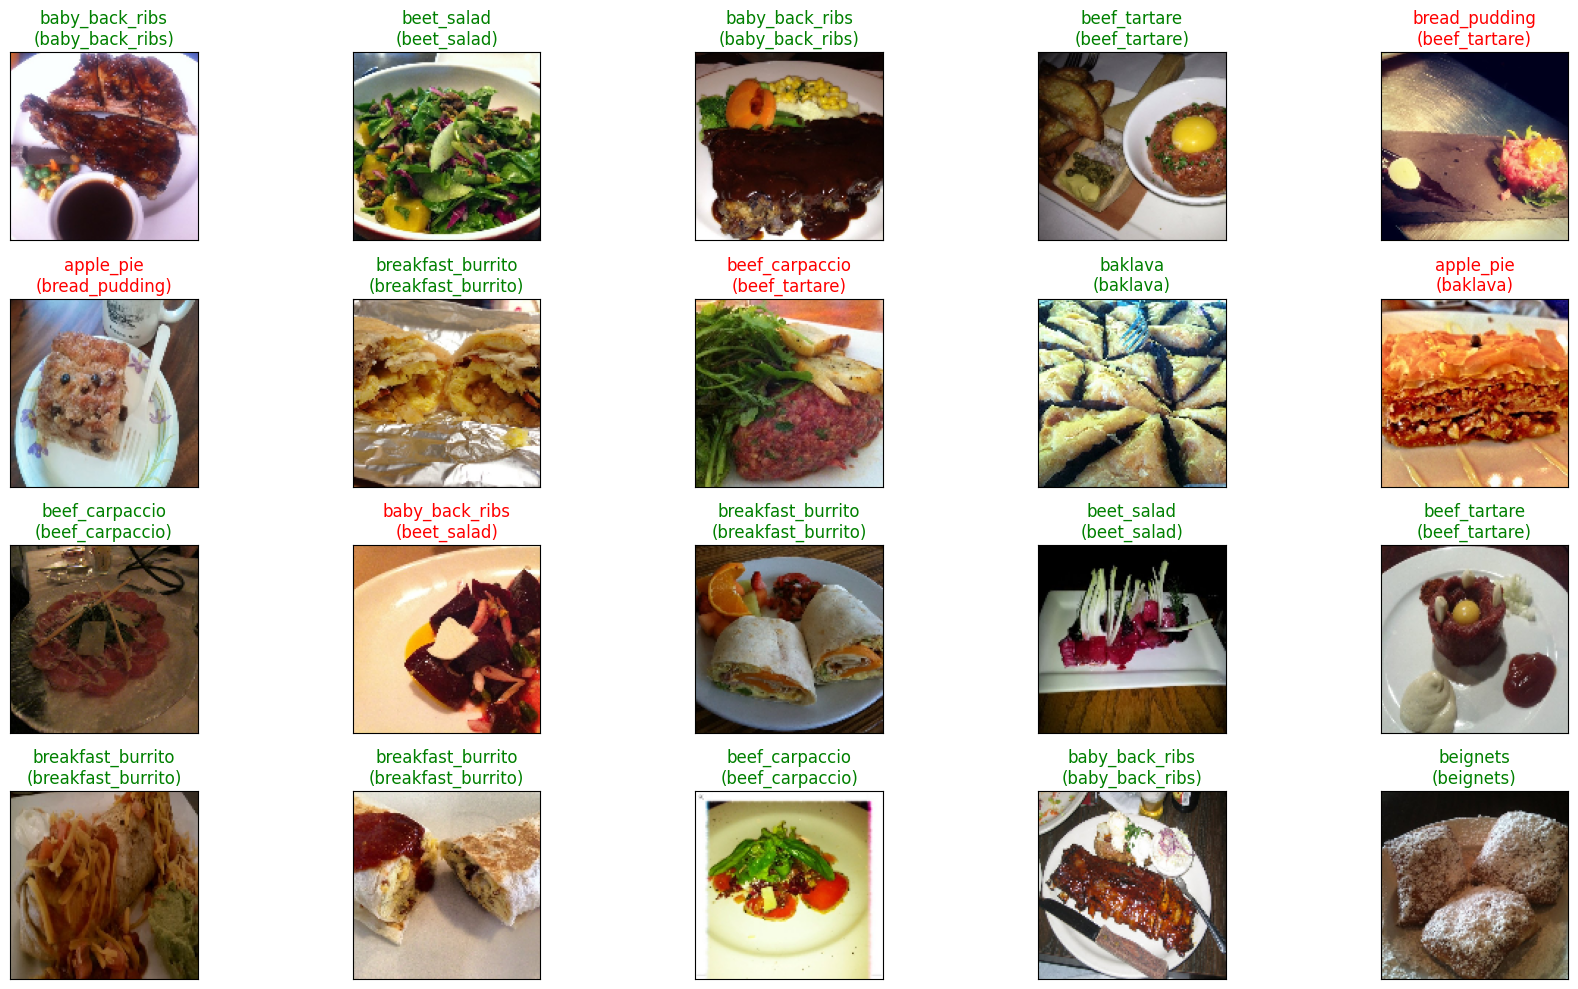 baby_back_ribs
(baby_back_ribs)
beet_salad
(beet_salad)
baby_back_ribs
(baby_back_ribs)
beef_tartare
(beef_tartare)
bread_pudding
(beef_tartare)
apple_pie
(bread_pudding)
breakfast_burrito
(breakfast_burrito)
beef_carpaccio
(beef_tartare)
baklava
(baklava)
apple_pie
(baklava)
beef_carpaccio
(beef_carpaccio)
baby_back_ribs
(beet_salad)
breakfast_burrito
(breakfast_burrito)
beet_salad
(beet_salad)
beef_tartare
(beef_tartare)
breakfast_burrito
(breakfast_burrito)
breakfast_burrito
(breakfast_burrito)
beef_carpaccio
(beef_carpaccio)
baby_back_ribs
(baby_back_ribs)
beignets
(beignets)